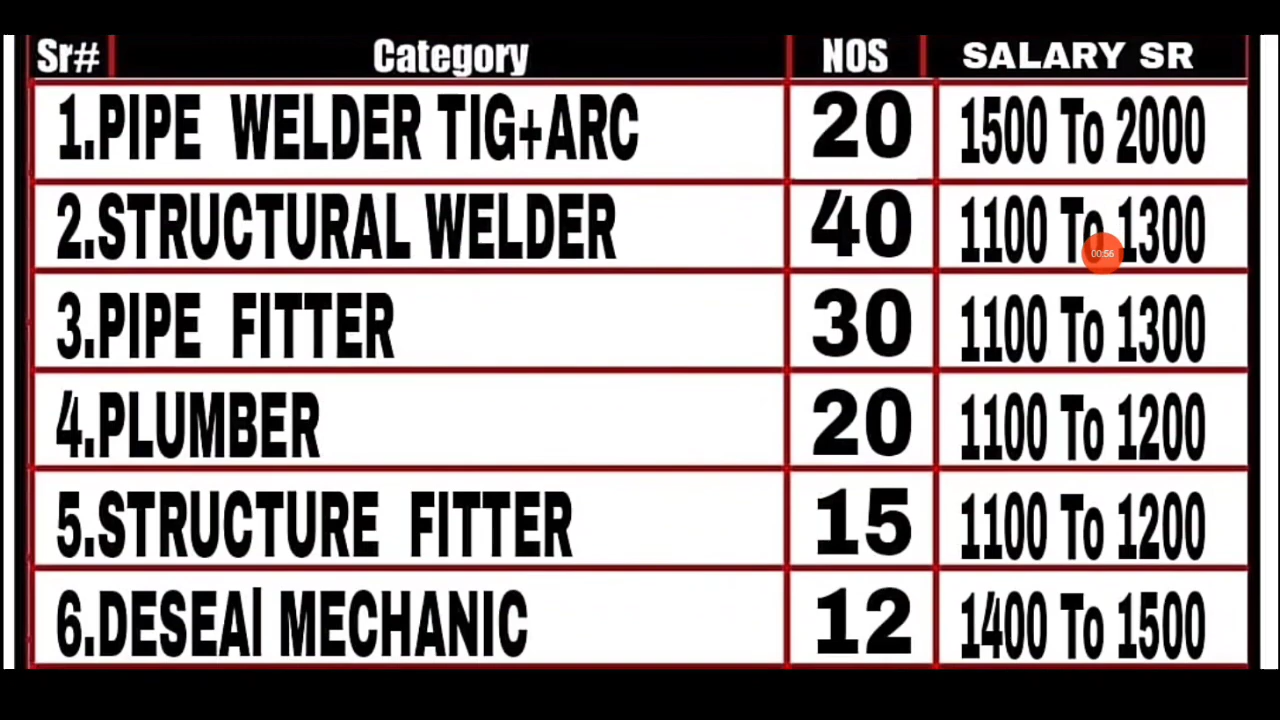 Sr# Category NOS SALARY SR
1.PIPE WELDER TIG+ARC 20 1500 To 2000
2.STRUCTURAL WELDER 40 1100 To 1300
00:56
3.PIPE FITTER 30 1100 To 1300
4.PLUMBER 20 1100 To 1200
5.STRUCTURE FITTER 15 1100 To 1200
6.DESEAl MECHANIC 12 1400 To 1500